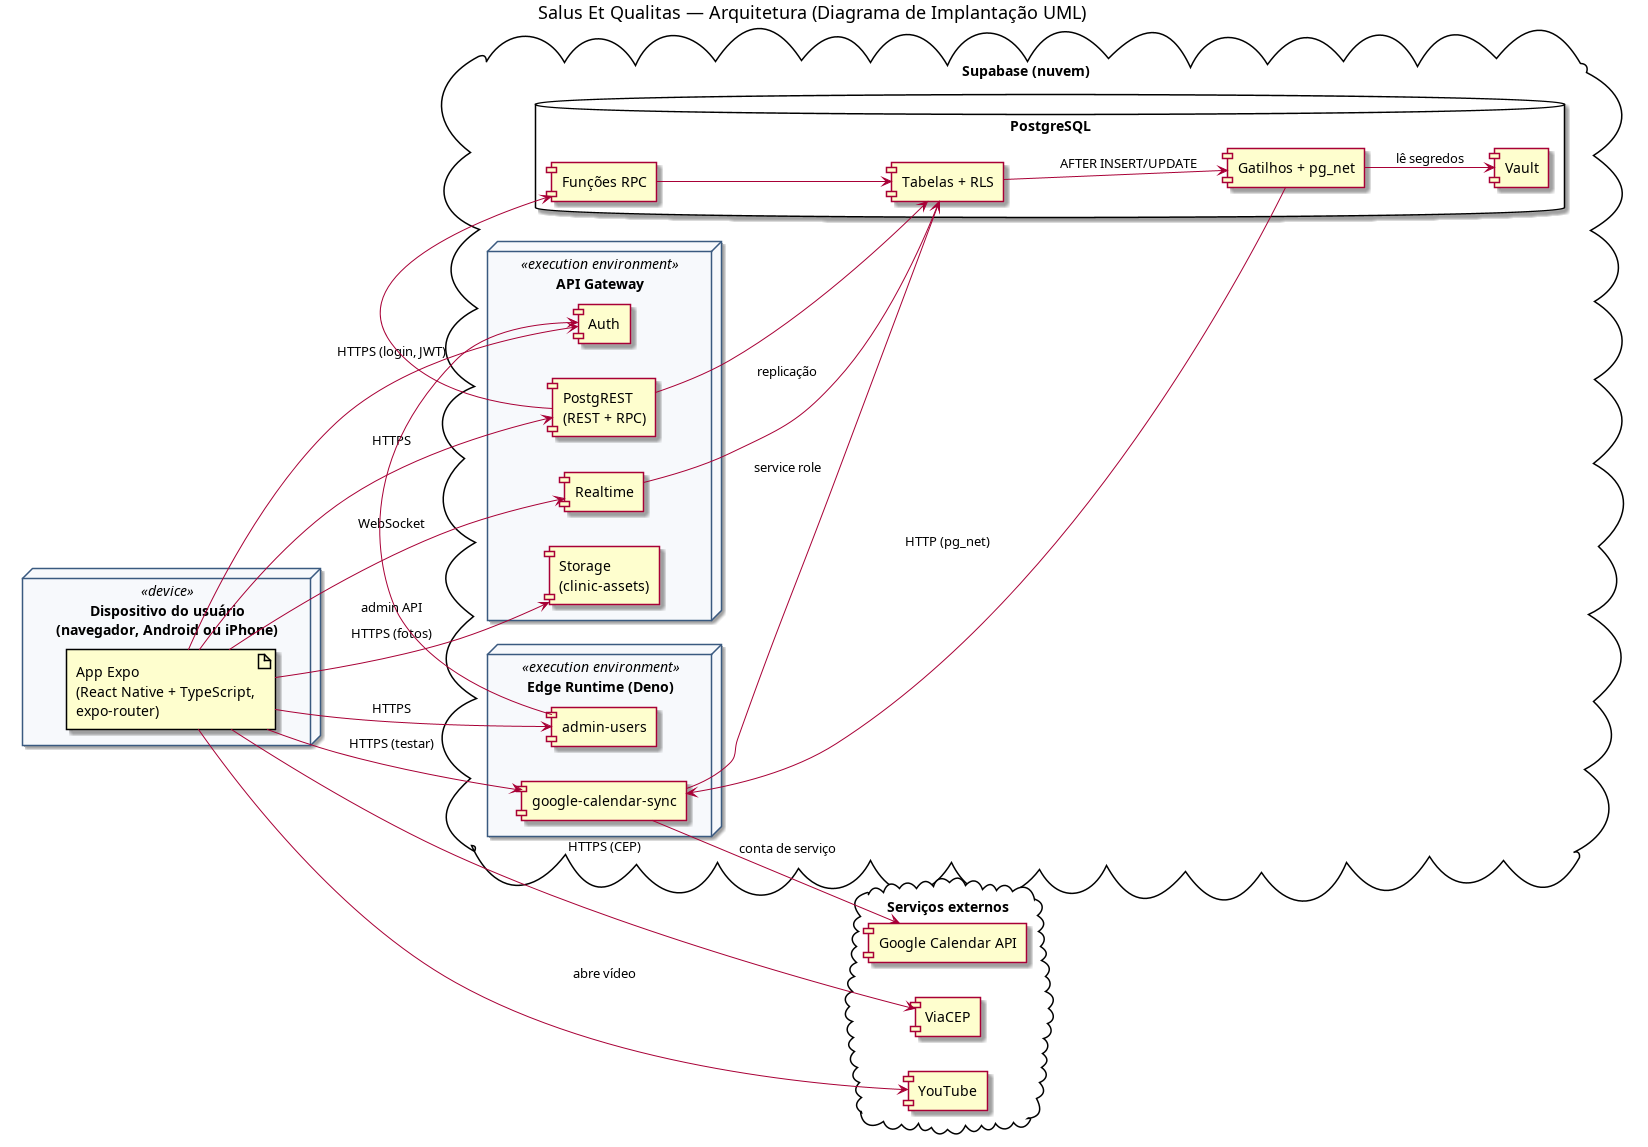 Salus Et Qualitas — Arquitetura (Diagrama de Implantação UML)
Supabase (nuvem)
PostgreSQL
Funções RPC
Tabelas + RLS
AFTER INSERT/UPDATE
Gatilhos + pg_net
lê segredos
Vault
«execution environment»
API Gateway
Auth
HTTPS (login, JWT)
PostgREST
(REST + RPC)
replicação
HTTPS
service role
Realtime
WebSocket
HTTP (pg_net)
Storage
(clinic-assets)
admin API
HTTPS (fotos)
«device»
Dispositivo do usuário
(navegador, Android ou iPhone)
App Expo
(React Native + TypeScript,
expo-router)
«execution environment»
Edge Runtime (Deno)
HTTPS
admin-users
HTTPS (testar)
google-calendar-sync
HTTPS (CEP)
conta de serviço
Serviços externos
Google Calendar API
abre vídeo
ViaCEP
YouTube